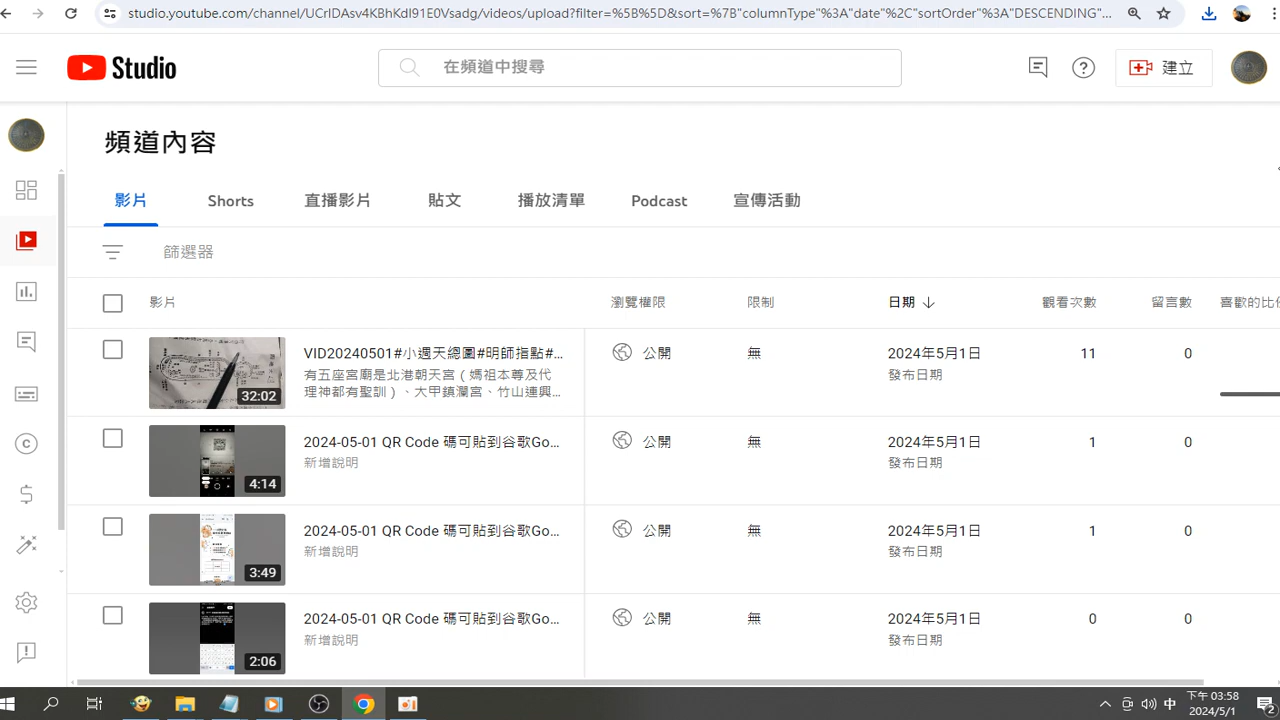 studio.youtube.com/channel/UCrIDAsv4KBhKdI91E0Vsadg/videos/upload?filter=%5B%5D&sort=%7B"columnType"%3A"date"%2C"sortOrder"%3A"DESCENDING"...
Studio
在頻道中搜尋
建立
頻道內容
影片 Shorts 直播影片 貼文 播放清單 Podcast 宣傳活動
篩選器
影片 瀏覽權限 限制 日期 觀看次數 留言數 喜歡的比例
VID20240501#小週天總圖#明師指點#... 公開 無 2024年5月1日 11 0
有五座宮廟是北港朝天宮（媽祖本尊及代 發布日期
理神都有聖訓）、大甲鎮瀾宮、竹山連興...
32:02
2024-05-01 QR Code 碼可貼到谷歌Go... 公開 無 2024年5月1日 1 0
新增說明 發布日期
4:14
2024-05-01 QR Code 碼可貼到谷歌Go... 公開 無 2024年5月1日 1 0
新增說明 發布日期
3:49
2024-05-01 QR Code 碼可貼到谷歌Go... 公開 無 2024年5月1日 0 0
新增說明 發布日期
2:06
中
下午 03:58
2024/5/1
2